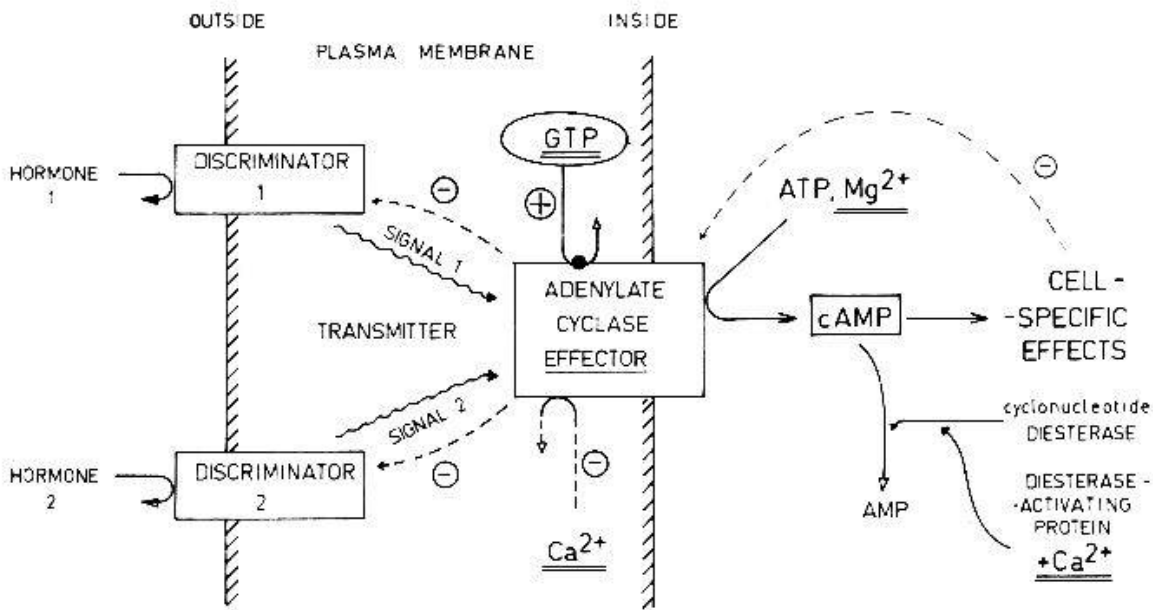 OUTSIDE
INSIDE
PLASMA MEMBRANE
HORMONE
1
DISCRIMINATOR
1
⊖
SIGNAL 1
GTP
⊕
ATP, Mg2+
⊖
TRANSMITTER
ADENYLATE
CYCLASE
EFFECTOR
cAMP
CELL -
-SPECIFIC
EFFECTS
SIGNAL 2
⊖
HORMONE
2
DISCRIMINATOR
2
⊖
Ca2+
AMP
cyclonucleotide
DIESTERASE
DIESTERASE -
-ACTIVATING
PROTEIN
+Ca2+